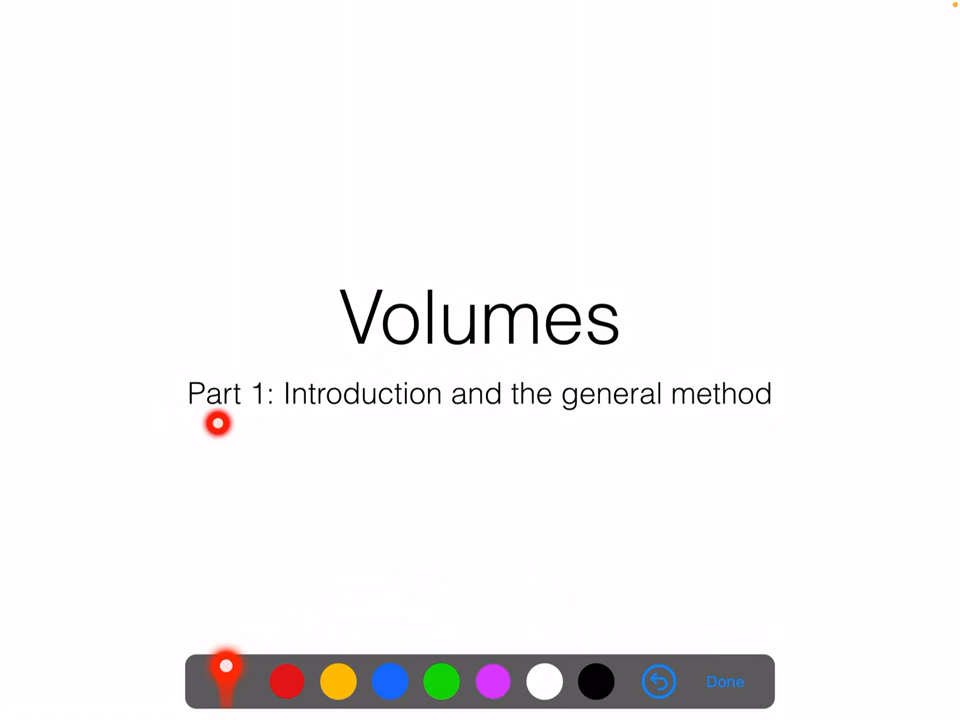 Volumes
Part 1: Introduction and the general method
Done